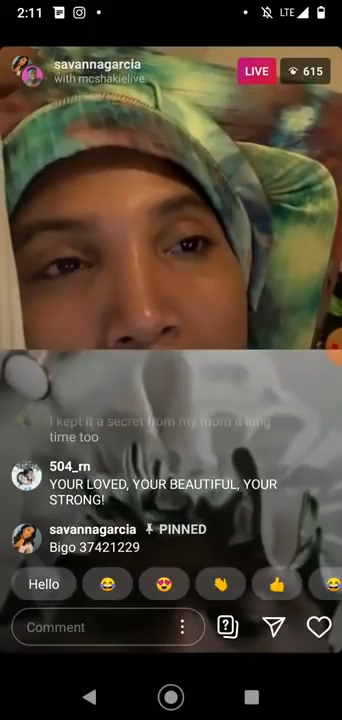 2:11
LTE
savannagarcia
with mcshakielive
LIVE
615
I kept it a secret from my mom a long
time too
504_rn
YOUR LOVED, YOUR BEAUTIFUL, YOUR
STRONG!
savannagarcia PINNED
Bigo 37421229
Hello
Comment